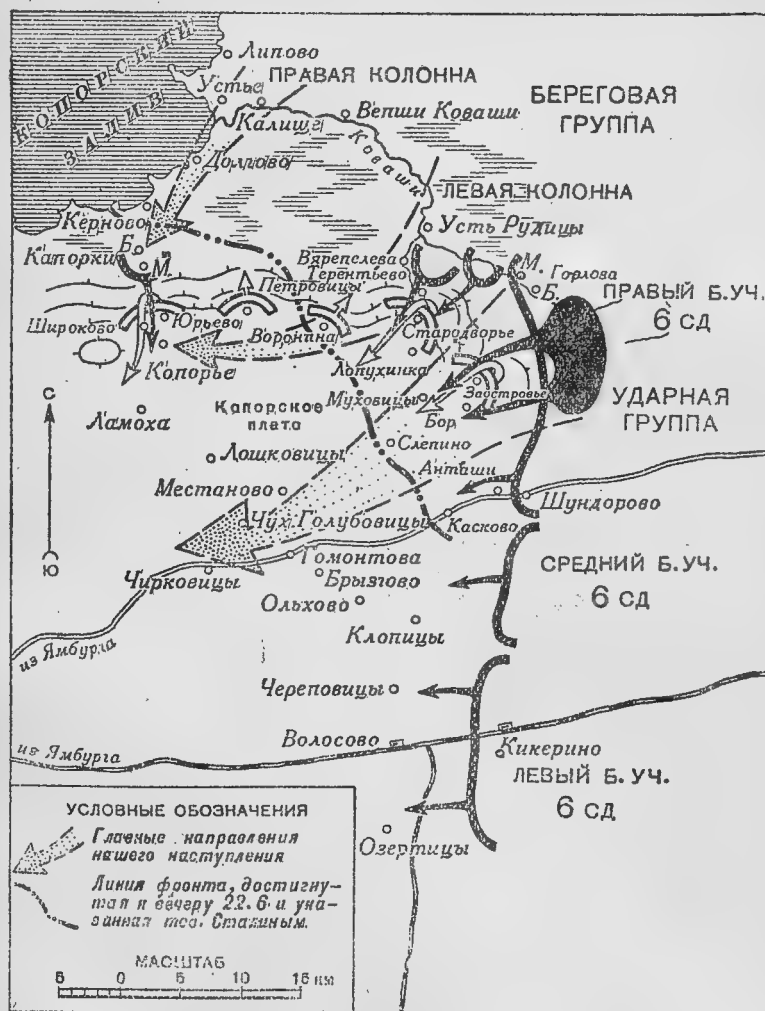 КОПОРСКИЙ
ЗАЛИВ
Липово
Устье
ПРАВАЯ КОЛОННА
Калище
Вепши Коваши
Коваши
БЕРЕГОВАЯ
ГРУППА
Долгово
ЛЕВАЯ КОЛОННА
Керново
Усть Рудицы
Б.
Капорки
М.
Вярепелева
Терентьево
М. Горлова
Б.
Петровицы
ПРАВЫЙ Б.УЧ.
6 СД
Широково
Юрьево
Воронина
Стародворье
Копорье
Лопухинка
Заостровье
УДАРНАЯ
ГРУППА
Муховицы
Бор
С
Ламоха
Капорское
плато
Слепино
Лошковицы
Анташи
Местаново
Шундорово
Чух. Голубовицы
Касково
Ю
Гомонтова
Чирковицы
Брызгово
СРЕДНИЙ Б.УЧ.
6 СД
Ольхово
Клопицы
из Ямбурга
Череповицы
Волосово
из Ямбурга
Кикерино
ЛЕВЫЙ Б.УЧ.
6 СД
Озертицы
УСЛОВНЫЕ ОБОЗНАЧЕНИЯ
Главные направления
нашего наступления
Линия фронта, достигну-
тая к вечеру 22.6 и ука-
занная тов. Сталиным.
МАСШТАБ
5 0 5 10 15 км